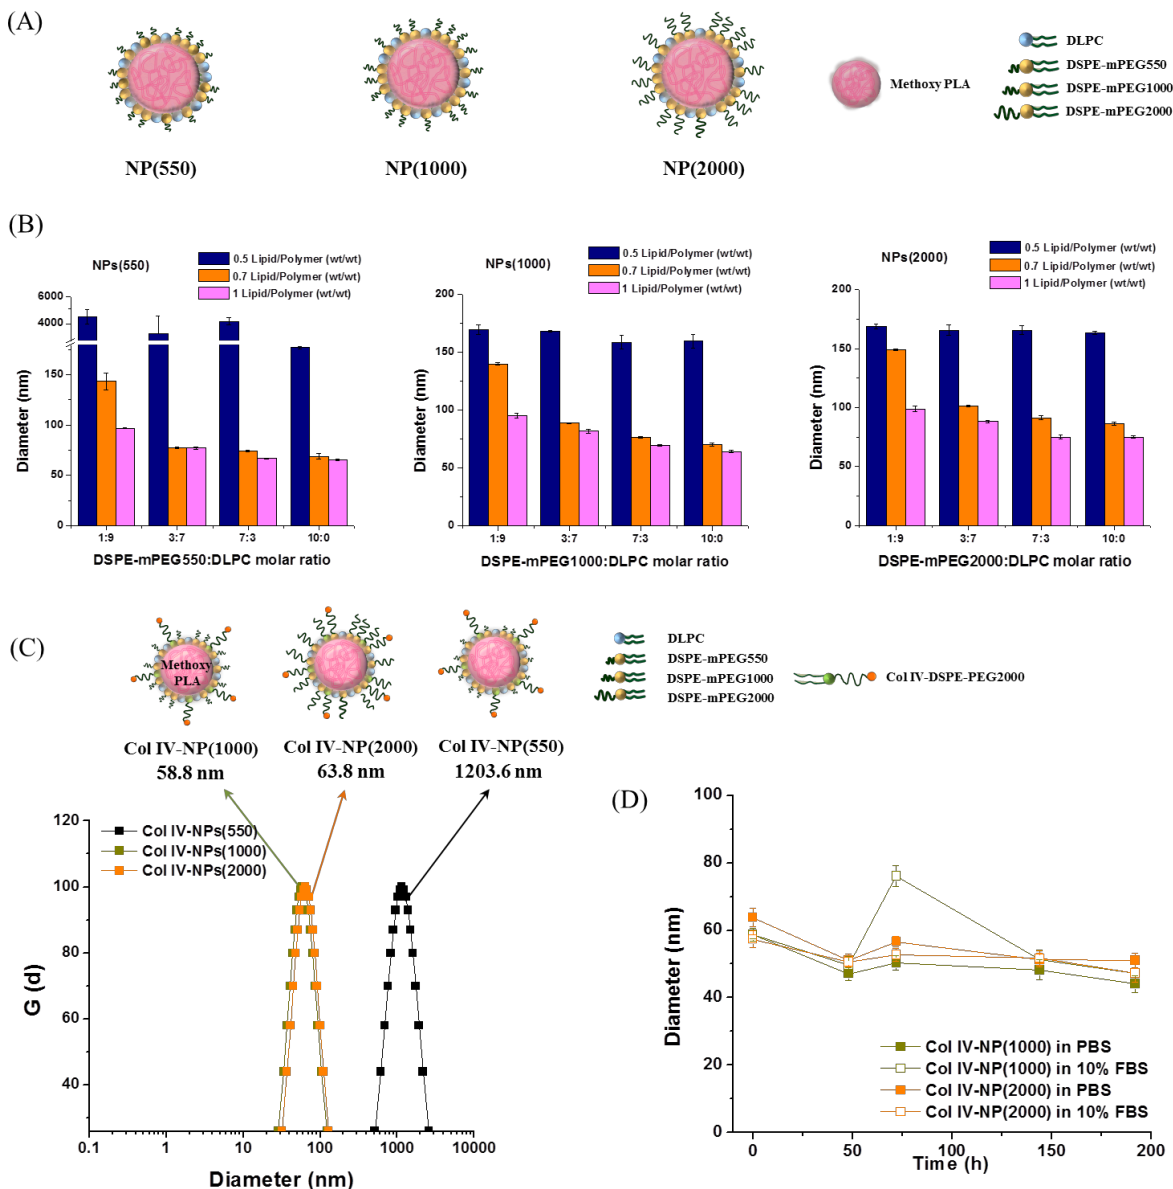 (A)
DLPC
DSPE-mPEG550
DSPE-mPEG1000
DSPE-mPEG2000
Methoxy PLA
NP(550)
NP(1000)
NP(2000)
(B)
NPs(550)
0.5 Lipid/Polymer (wt/wt)
0.7 Lipid/Polymer (wt/wt)
1 Lipid/Polymer (wt/wt)
Diameter (nm)
6000
4000
150
100
50
0
1:9 3:7 7:3 10:0
DSPE-mPEG550:DLPC molar ratio
NPs(1000)
0.5 Lipid/Polymer (wt/wt)
0.7 Lipid/Polymer (wt/wt)
1 Lipid/Polymer (wt/wt)
Diameter (nm)
200
150
100
50
0
1:9 3:7 7:3 10:0
DSPE-mPEG1000:DLPC molar ratio
NPs(2000)
0.5 Lipid/Polymer (wt/wt)
0.7 Lipid/Polymer (wt/wt)
1 Lipid/Polymer (wt/wt)
Diameter (nm)
200
150
100
50
0
1:9 3:7 7:3 10:0
DSPE-mPEG2000:DLPC molar ratio
(C)
Methoxy
PLA
DLPC
DSPE-mPEG550
DSPE-mPEG1000
DSPE-mPEG2000
Col IV-DSPE-PEG2000
Col IV-NP(1000)
58.8 nm
Col IV-NP(2000)
63.8 nm
Col IV-NP(550)
1203.6 nm
Col IV-NPs(550)
Col IV-NPs(1000)
Col IV-NPs(2000)
G (d)
120
100
80
60
40
0.1 1 10 100 1000 10000
Diameter (nm)
(D)
Diameter (nm)
100
80
60
40
20
0
Col IV-NP(1000) in PBS
Col IV-NP(1000) in 10% FBS
Col IV-NP(2000) in PBS
Col IV-NP(2000) in 10% FBS
0 50 100 150 200
Time (h)